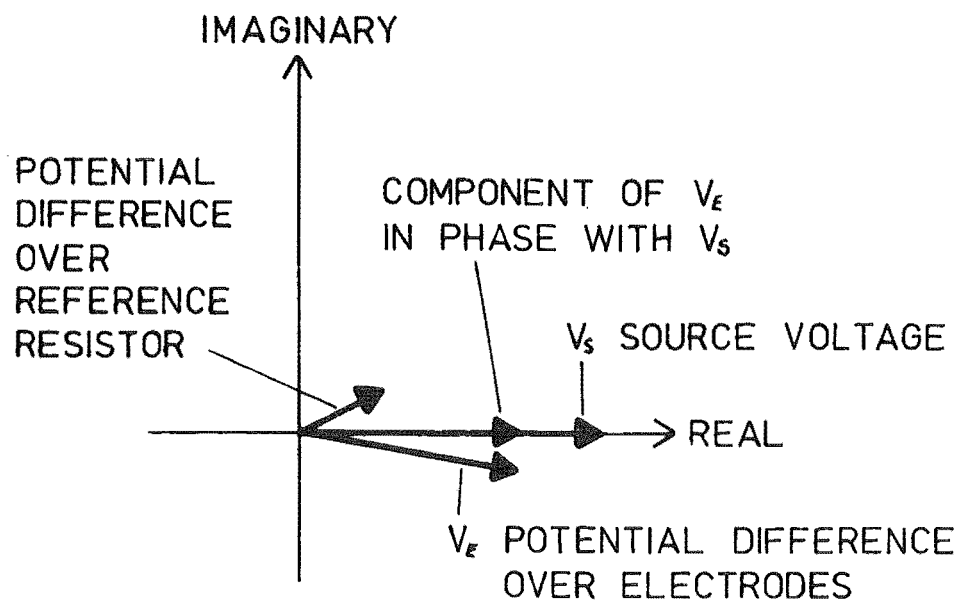 IMAGINARY
POTENTIAL
DIFFERENCE
OVER
REFERENCE
RESISTOR
COMPONENT OF VE
IN PHASE WITH VS
VS SOURCE VOLTAGE
REAL
VE POTENTIAL DIFFERENCE
OVER ELECTRODES